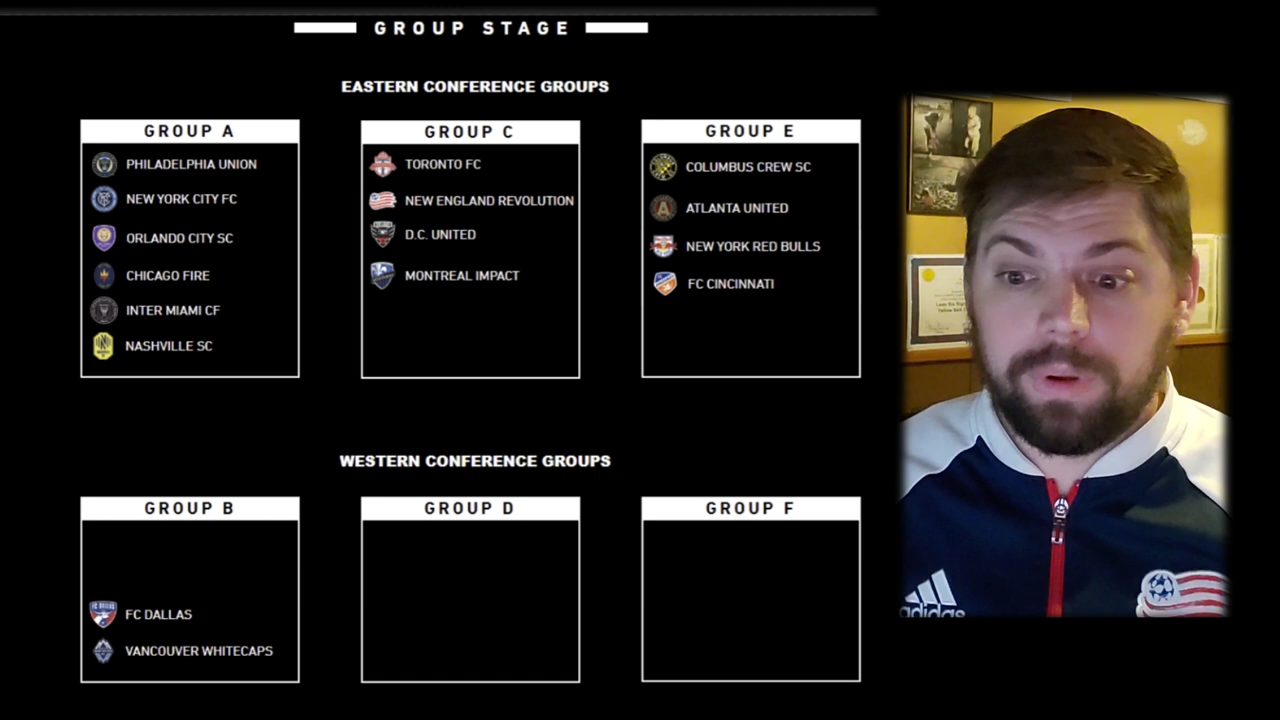 GROUP STAGE
EASTERN CONFERENCE GROUPS
GROUP A
PHILADELPHIA UNION
NEW YORK CITY FC
ORLANDO CITY SC
CHICAGO FIRE
INTER MIAMI CF
NASHVILLE SC
GROUP C
TORONTO FC
NEW ENGLAND REVOLUTION
D.C. UNITED
MONTREAL IMPACT
GROUP E
COLUMBUS CREW SC
ATLANTA UNITED
NEW YORK RED BULLS
FC CINCINNATI
WESTERN CONFERENCE GROUPS
GROUP B
FC DALLAS
VANCOUVER WHITECAPS
GROUP D
GROUP F
adidas